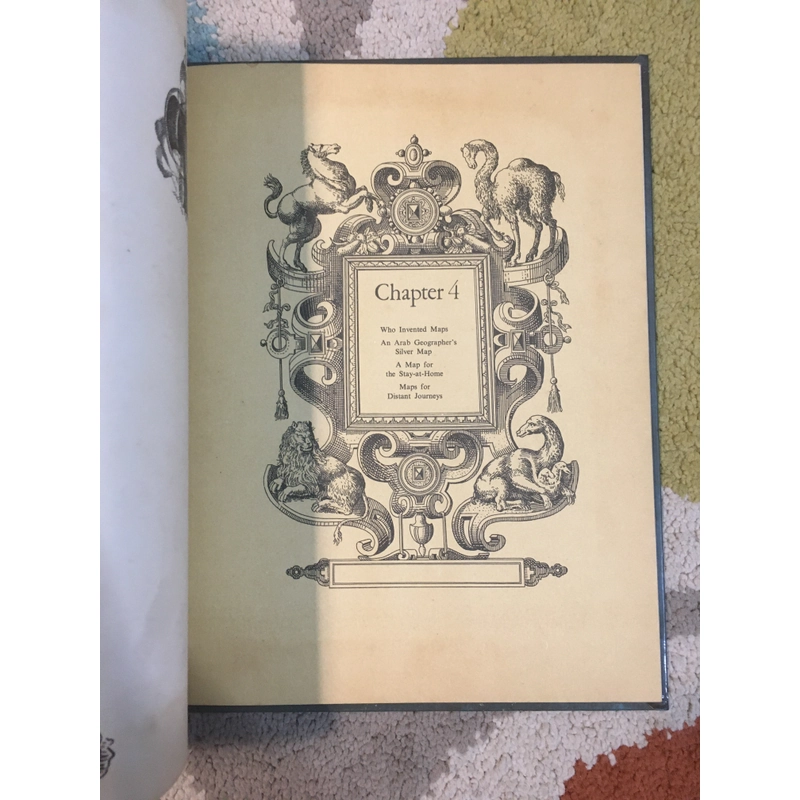 Chapter 4
Who Invented Maps
An Arab Geographer's
Silver Map
A Map for
the Stay-at-Home
Maps for
Distant Journeys